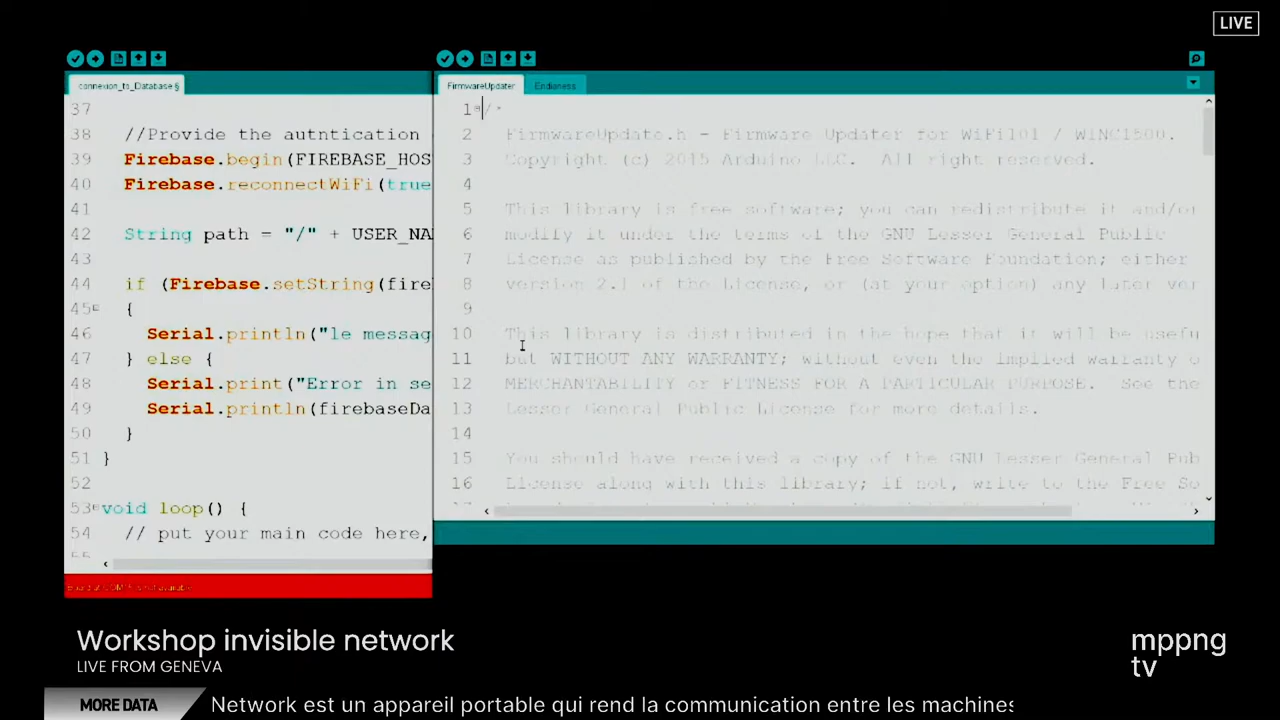 LIVE
connexion_to_Database §
37
38 //Provide the autntication
39 Firebase.begin(FIREBASE_HOS
40 Firebase.reconnectWiFi(true
41
42 String path = "/" + USER_NA
43
44 if (Firebase.setString(fire
45 {
46 Serial.println("le messag
47 } else {
48 Serial.print("Error in se
49 Serial.println(firebaseDa
50 }
51 }
52
53 void loop() {
54 // put your main code here,
is not available
FirmwareUpdater Endianess
1 /*
2 FirmwareUpdate.h - Firmware Updater for WiFi101 / WINC1500.
3 Copyright (c) 2015 Arduino LLC. All right reserved.
4
5 This library is free software; you can redistribute it and/or
6 modify it under the terms of the GNU Lesser General Public
7 License as published by the Free Software Foundation; either
8 version 2.1 of the License, or (at your option) any later ver
9
10 This library is distributed in the hope that it will be usefu
11 but WITHOUT ANY WARRANTY; without even the implied warranty o
12 MERCHANTABILITY or FITNESS FOR A PARTICULAR PURPOSE. See the
13 Lesser General Public License for more details.
14
15 You should have received a copy of the GNU Lesser General Pub
16 License along with this library; if not, write to the Free So
Workshop invisible network
LIVE FROM GENEVA
mppng
tv
MORE DATA
Network est un appareil portable qui rend la communication entre les machines